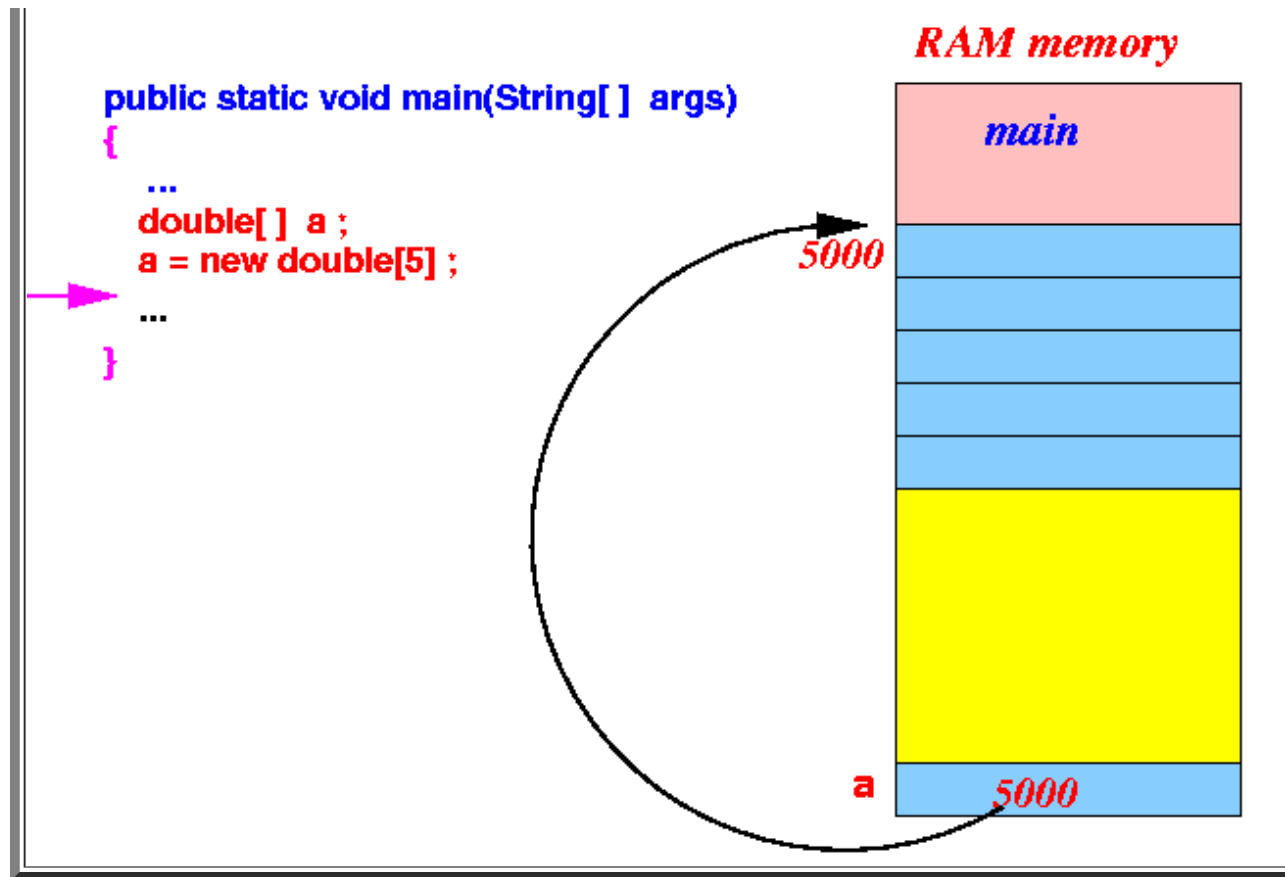 RAM memory
public static void main(String[ ] args)
{
main
...
double[ ] a ;
a = new double[5] ;
5000
...
}
a
5000